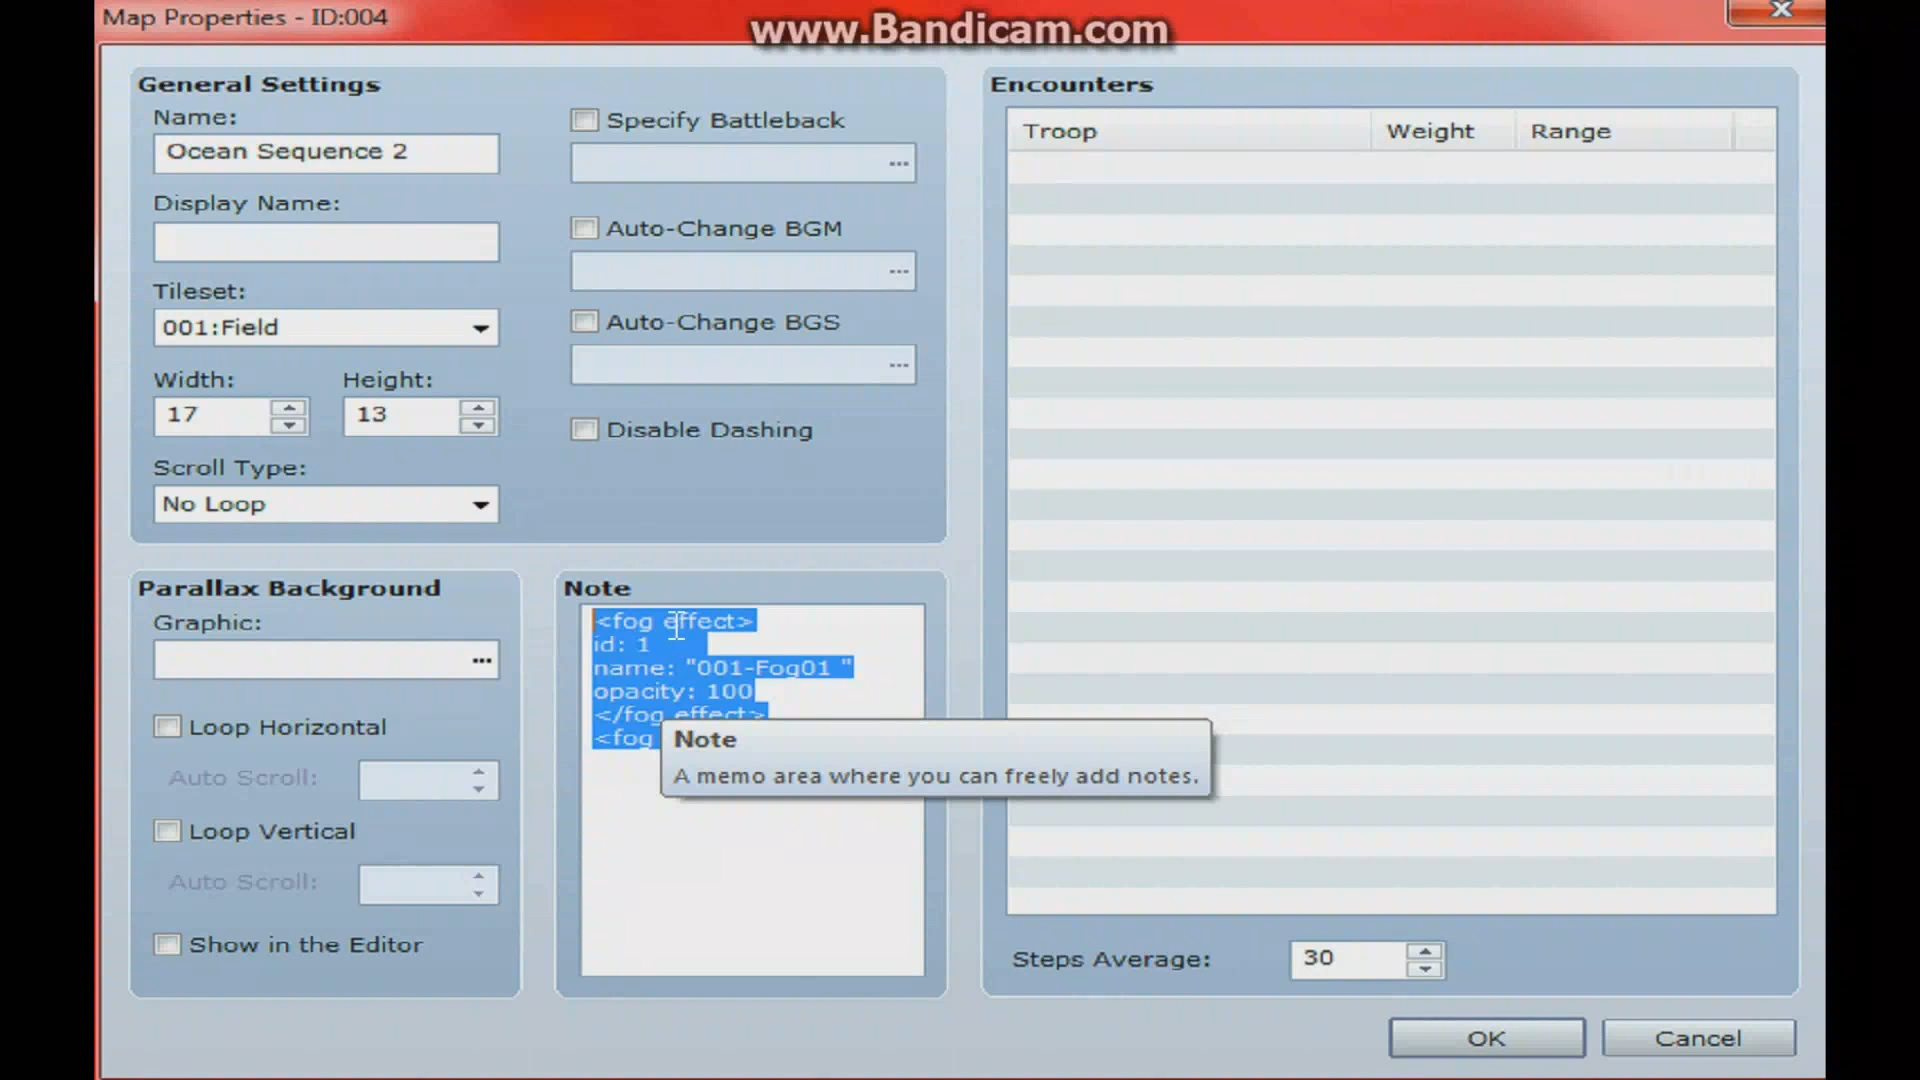 Map Properties - ID:004
www.Bandicam.com
General Settings
Name:
Ocean Sequence 2
Display Name:
Tileset:
001:Field
Width:
Height:
17
13
Scroll Type:
No Loop
Specify Battleback
...
Auto-Change BGM
...
Auto-Change BGS
...
Disable Dashing
Parallax Background
Graphic:
...
Loop Horizontal
Auto Scroll:
Loop Vertical
Auto Scroll:
Show in the Editor
Note
<fog effect>
id: 1
name: "001-Fog01 "
opacity: 100
</fog effect>
<fog
Note
A memo area where you can freely add notes.
Encounters
Troop
Weight
Range
Steps Average:
30
OK
Cancel